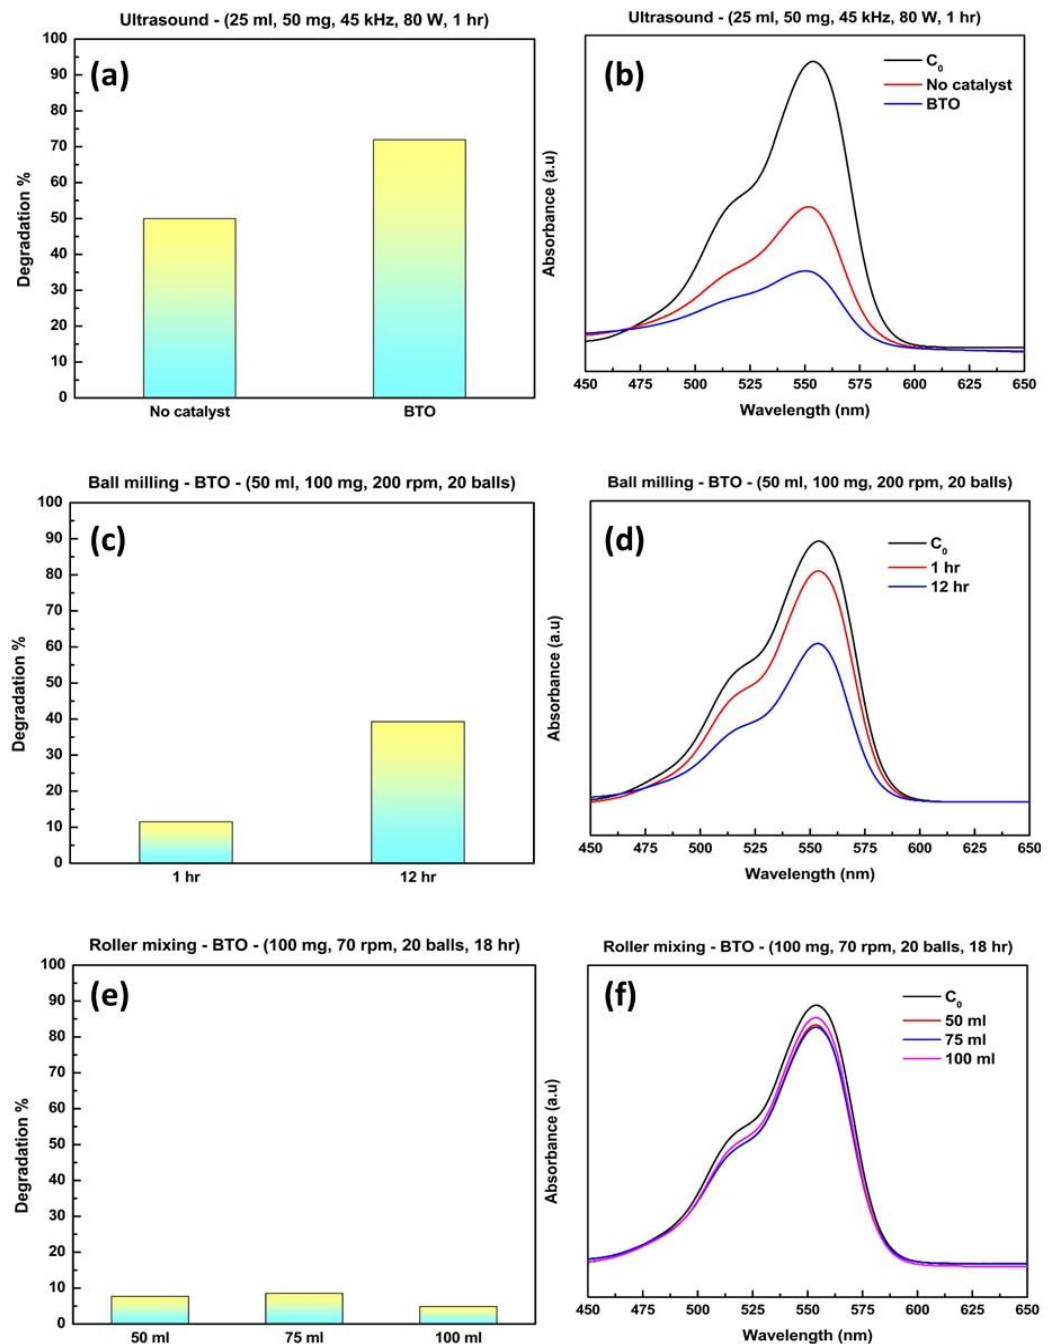 Ultrasound - (25 ml, 50 mg, 45 kHz, 80 W, 1 hr)
(a)
Degradation %
100
90
80
70
60
50
40
30
20
10
0
No catalyst
BTO
Ultrasound - (25 ml, 50 mg, 45 kHz, 80 W, 1 hr)
(b)
C₀
No catalyst
BTO
Absorbance (a.u)
450 475 500 525 550 575 600 625 650
Wavelength (nm)
Ball milling - BTO - (50 ml, 100 mg, 200 rpm, 20 balls)
(c)
Degradation %
100
90
80
70
60
50
40
30
20
10
0
1 hr
12 hr
Ball milling - BTO - (50 ml, 100 mg, 200 rpm, 20 balls)
(d)
C₀
1 hr
12 hr
Absorbance (a.u)
450 475 500 525 550 575 600 625 650
Wavelength (nm)
Roller mixing - BTO - (100 mg, 70 rpm, 20 balls, 18 hr)
(e)
Degradation %
100
90
80
70
60
50
40
30
20
10
0
50 ml
75 ml
100 ml
Roller mixing - BTO - (100 mg, 70 rpm, 20 balls, 18 hr)
(f)
C₀
50 ml
75 ml
100 ml
Absorbance (a.u)
450 475 500 525 550 575 600 625 650
Wavelength (nm)